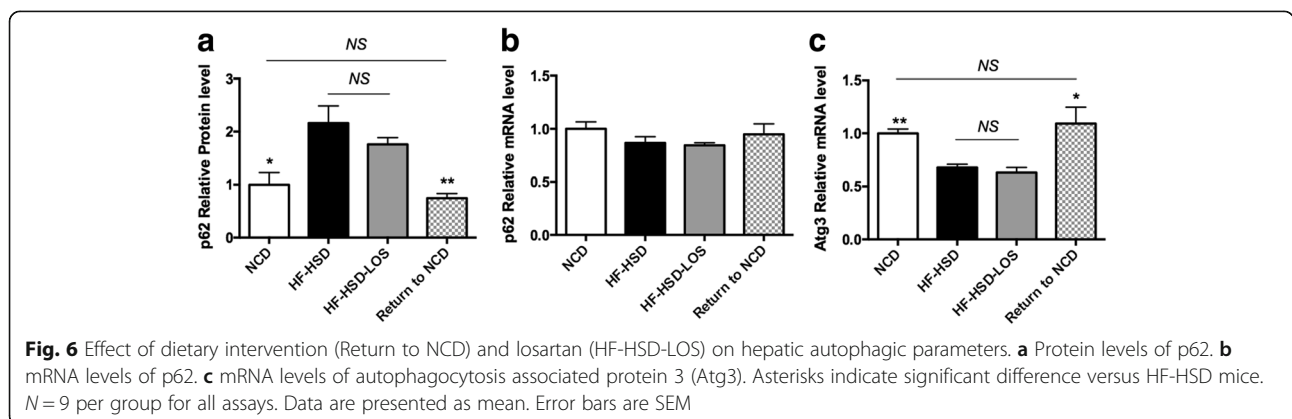 a
NS
NS
p62 Relative Protein level
3
2
1
0
*
**
NCD
HF-HSD
HF-HSD-LOS
Return to NCD
b
p62 Relative mRNA level
1.5
1.0
0.5
0.0
NCD
HF-HSD
HF-HSD-LOS
Return to NCD
c
NS
NS
Atg3 Relative mRNA level
1.5
1.0
0.5
0.0
**
*
NCD
HF-HSD
HF-HSD-LOS
Return to NCD
Fig. 6 Effect of dietary intervention (Return to NCD) and losartan (HF-HSD-LOS) on hepatic autophagic parameters. a Protein levels of p62. b
mRNA levels of p62. c mRNA levels of autophagocytosis associated protein 3 (Atg3). Asterisks indicate significant difference versus HF-HSD mice.
N = 9 per group for all assays. Data are presented as mean. Error bars are SEM